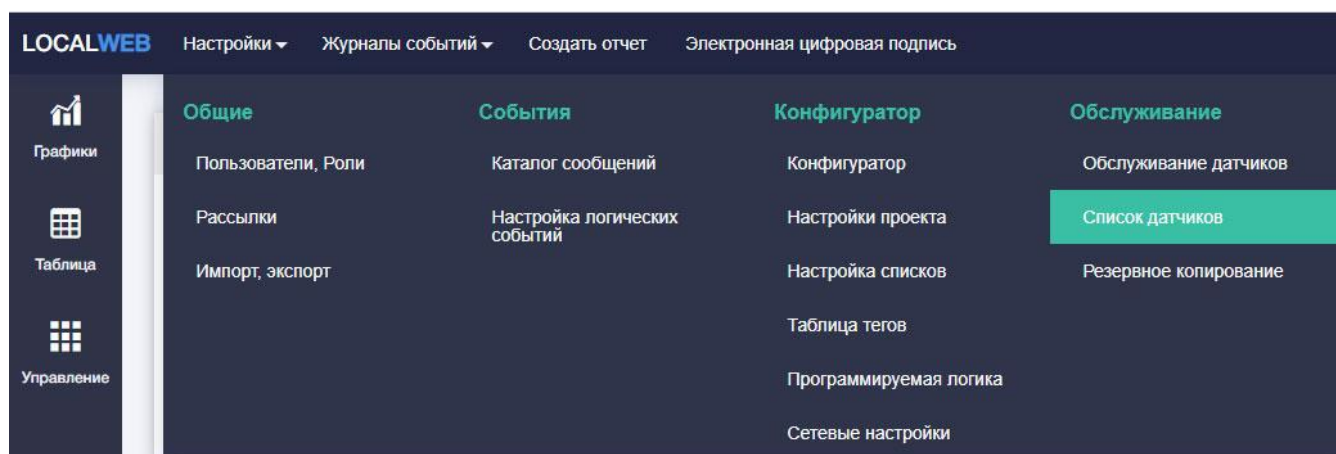 LOCALWEB Настройки Журналы событий Создать отчет Электронная цифровая подпись
Графики
Таблица
Управление
Общие
Пользователи, Роли
Рассылки
Импорт, экспорт
События
Каталог сообщений
Настройка логических
событий
Конфигуратор
Конфигуратор
Настройки проекта
Настройка списков
Таблица тегов
Программируемая логика
Сетевые настройки
Обслуживание
Обслуживание датчиков
Список датчиков
Резервное копирование